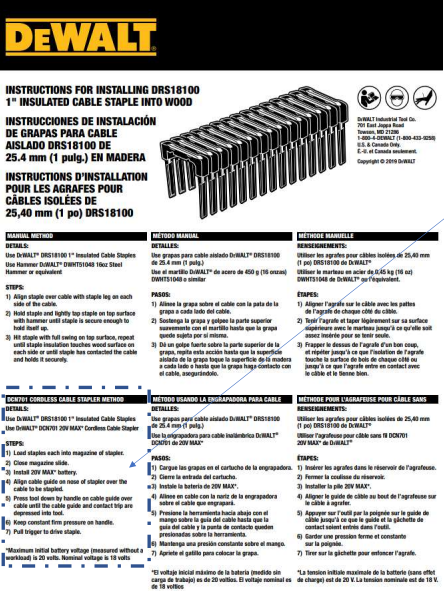 DEWALT
INSTRUCTIONS FOR INSTALLING DRS18100
1" INSULATED CABLE STAPLE INTO WOOD
INSTRUCCIONES DE INSTALACIÓN
DE GRAPAS PARA CABLE
AISLADO DRS18100 DE
25.4 mm (1 pulg.) EN MADERA
INSTRUCTIONS D'INSTALLATION
POUR LES AGRAFES POUR
CÂBLES ISOLÉES DE
25,40 mm (1 po) DRS18100
DeWALT Industrial Tool Co.
701 East Joppa Road
Towson, MD 21286
1-800-4-DEWALT (1-800-433-9258)
U.S. & Canada Only.
É.-U. et Canada seulement.
Copyright © 2019 DeWALT
MANUAL METHOD
DETAILS:
Use DeWALT® DRS18100 1" Insulated Cable Staples
Use Hammer DeWALT® DWHT51048 16oz Steel
Hammer or equivalent
STEPS:
1) Align staple over cable with staple leg on each
side of the cable.
2) Hold staple and lightly tap staple on top surface
with hammer until staple is secure enough to
hold itself up.
3) Hit staple with full swing on top surface, repeat
until staple insulation touches wood surface on
each side or until staple has contacted the cable
and holds it securely.
MÉTODO MANUAL
DETALLES:
Use grapas para cable aislado DeWALT® DRS18100
de 25.4 mm (1 pulg.)
Use el martillo DeWALT® de acero de 450 g (16 onzas)
DWHT51048 o similar
PASOS:
1) Alinee la grapa sobre el cable con la pata de la
grapa a cada lado del cable.
2) Sostenga la grapa y golpee la parte superior
suavemente con el martillo hasta que la grapa
quede sujeta por sí misma.
3) Dé un golpe fuerte sobre la parte superior de la
grapa, repita esta acción hasta que la superficie
aislada de la grapa toque la superficie de la madera
a cada lado o hasta que la grapa haga contacto con
el cable, asegurándolo.
MÉTHODE MANUELLE
RENSEIGNEMENTS:
Utiliser les agrafes pour câbles isolées de 25,40 mm
(1 po) DRS18100 de DeWALT®
Utiliser le marteau en acier de 0,45 kg (16 oz)
DWHT51048 de DeWALT® ou l'équivalent.
ÉTAPES:
1) Aligner l'agrafe sur le câble avec les pattes
de l'agrafe de chaque côté du câble.
2) Tenir l'agrafe et taper légèrement sur sa surface
supérieure avec le marteau jusqu'à ce qu'elle soit
assez insérée pour se tenir seule.
3) Frapper le dessus de l'agrafe d'un bon coup,
et répéter jusqu'à ce que l'isolation de l'agrafe
touche la surface de bois de chaque côté ou
jusqu'à ce que l'agrafe entre en contact avec
le câble et le tienne bien.
DCN701 CORDLESS CABLE STAPLER METHOD
DETAILS:
Use DeWALT® DRS18100 1" Insulated Cable Staples
Use DeWALT® DCN701 20V MAX* Cordless Cable Stapler
STEPS:
1) Load staples each into magazine of stapler.
2) Close magazine slide.
3) Install 20V MAX* battery.
4) Align cable guide on nose of stapler over the
cable to be stapled.
5) Press tool down by handle on cable guide over
cable until the cable guide and contact trip are
depressed into tool.
6) Keep constant firm pressure on handle.
7) Pull trigger to drive staple.
*Maximum initial battery voltage (measured without a
workload) is 20 volts. Nominal voltage is 18 volts
MÉTODO USANDO LA ENGRAPADORA PARA CABLE
DETALLES:
Use grapas para cable aislado DeWALT® DRS18100
de 25.4 mm (1 pulg.)
Use la engrapadora para cable inalámbrica DeWALT®
DCN701 de 20V MAX*
PASOS:
1) Cargue las grapas en el cartucho de la engrapadora.
2) Cierre la entrada del cartucho.
3) Instale la batería de 20V MAX*.
4) Alinee en cable con la nariz de la engrapadora
sobre el cable que engrapará.
5) Presione la herramienta hacia abajo con el
mango sobre la guía del cable hasta que la
guía del cable y la parte de contacto queden
presionadas sobre la herramienta.
6) Mantenga una presión constante sobre el mango.
7) Apriete el gatillo para colocar la grapa.
*El voltaje inicial máximo de la batería (medido sin
carga de trabajo) es de 20 voltios. El voltaje nominal es
de 18 voltios
MÉTHODE POUR L'AGRAFEUSE POUR CÂBLE SANS
RENSEIGNEMENTS:
Utiliser les agrafes pour câbles isolées de 25,40 mm
(1 po) DRS18100 de DeWALT®
Utiliser l'agrafeuse pour câble sans fil DCN701
20V MAX* de DeWALT®
ÉTAPES:
1) Insérer les agrafes dans le réservoir de l'agrafeuse.
2) Fermer la coulisse du réservoir.
3) Installer la pile 20V MAX*.
4) Aligner le guide de câble au bout de l'agrafeuse sur
le câble à agrafer.
5) Appuyer sur l'outil par la poignée sur le guide de
câble jusqu'à ce que le guide et la gâchette de
contact soient entrés dans l'outil.
6) Garder une pression ferme et constante
sur la poignée.
7) Tirer sur la gâchette pour enfoncer l'agrafe.
*La tension initiale maximale de la batterie (sans effet
de charge) est de 20 V. La tension nominale est de 18 V.